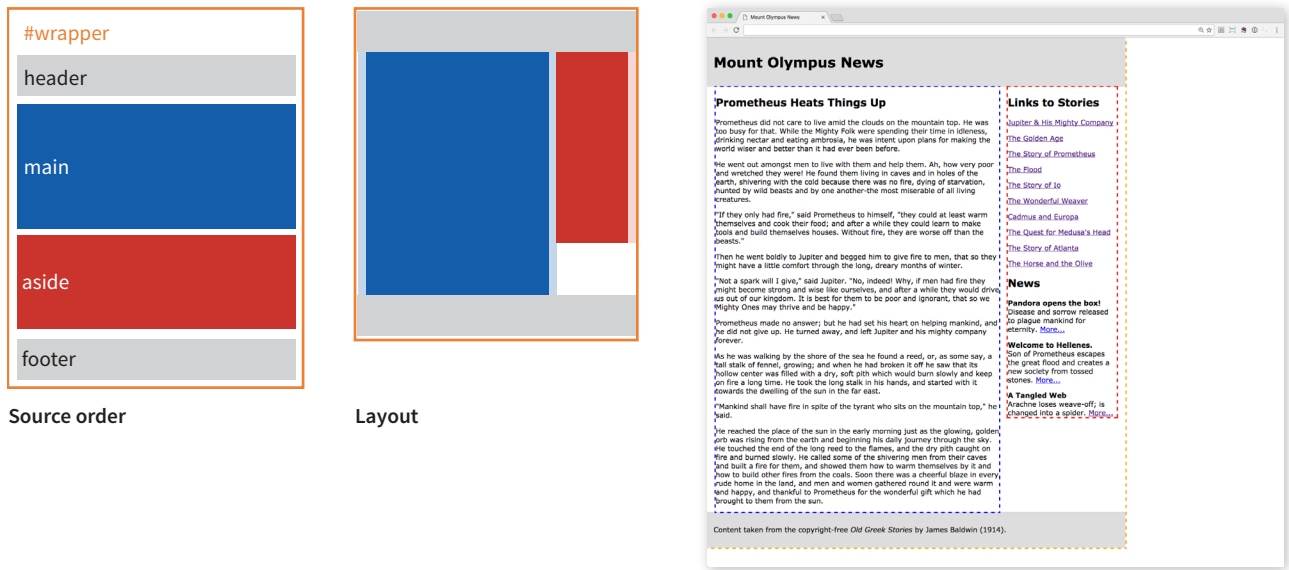 #wrapper
header
main
aside
footer
Source order
Layout
Mount Olympus News
Mount Olympus News
Prometheus Heats Things Up
Prometheus did not care to live amid the clouds on the mountain top. He was
too busy for that. While the Mighty Folk were spending their time in idleness,
drinking nectar and eating ambrosia, he was intent upon plans for making the
world wiser and better than it had ever been before.
He went out amongst men to live with them and help them. Ah, how very poor
and wretched they were! He found them living in caves and in holes of the
earth, shivering with the cold because there was no fire, dying of starvation,
hunted by wild beasts and by one another-the most miserable of all living
creatures.
"If they only had fire," said Prometheus to himself, "they could at least warm
themselves and cook their food; and after a while they could learn to make
tools and build themselves houses. Without fire, they are worse off than the
beasts."
Then he went boldly to Jupiter and begged him to give fire to men, that so they
might have a little comfort through the long, dreary months of winter.
"Not a spark will I give," said Jupiter. "No, indeed! Why, if men had fire they
might become strong and wise like ourselves, and after a while they would drive
us out of our kingdom. It is best for them to be poor and ignorant, that so we
Mighty Ones may thrive and be happy."
Prometheus made no answer; but he had set his heart on helping mankind, and
he did not give up. He turned away, and left Jupiter and his mighty company
forever.
As he was walking by the shore of the sea he found a reed, or, as some say, a
tall stalk of fennel, growing; and when he had broken it off he saw that its
hollow center was filled with a dry, soft pith which would burn slowly and keep
on fire a long time. He took the long stalk in his hands, and started with it
towards the dwelling of the sun in the far east.
"Mankind shall have fire in spite of the tyrant who sits on the mountain top," he
said.
He reached the place of the sun in the early morning just as the glowing, golden
orb was rising from the earth and beginning his daily journey through the sky.
He touched the end of the long reed to the flames, and the dry pith caught on
fire and burned slowly. He called some of the shivering men from their caves
and built a fire for them, and showed them how to warm themselves by it and
how to build other fires from the coals. Soon there was a cheerful blaze in every
rude home in the land, and men and women gathered round it and were warm
and happy, and thankful to Prometheus for the wonderful gift which he had
brought to them from the sun.
Links to Stories
Jupiter & His Mighty Company
The Golden Age
The Story of Prometheus
The Flood
The Story of Io
The Wonderful Weaver
Cadmus and Europa
The Quest for Medusa's Head
The Story of Atlanta
The Horse and the Olive
News
Pandora opens the box!
Disease and sorrow released
to plague mankind for
eternity. More...
Welcome to Hellenes.
Son of Prometheus escapes
the great flood and creates a
new society from tossed
stones. More...
A Tangled Web
Arachne loses weave-off; is
changed into a spider. More...
Content taken from the copyright-free Old Greek Stories by James Baldwin (1914).